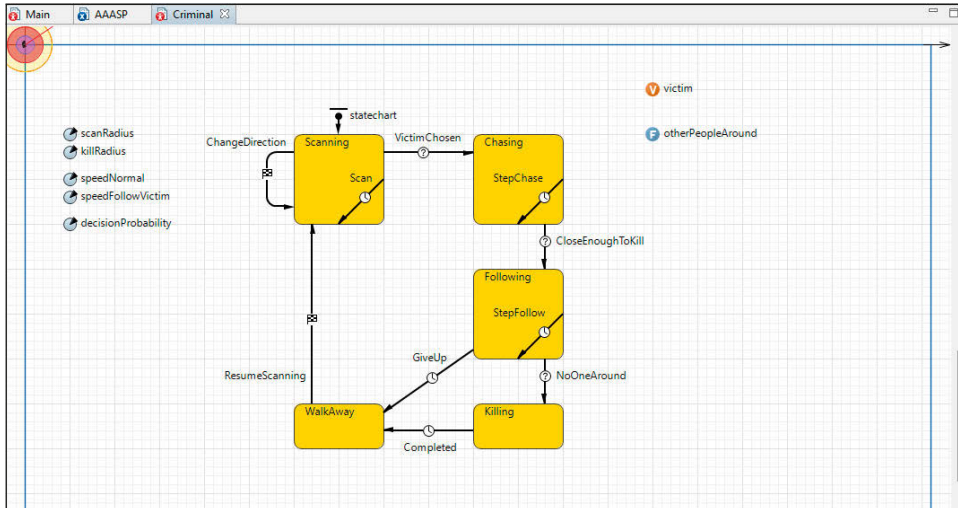 Main
AAASP
Criminal
V victim
statechart
scanRadius
F otherPeopleAround
ChangeDirection
Scanning
VictimChosen
?
Chasing
killRadius
speedNormal
Scan
StepChase
speedFollowVictim
decisionProbability
? CloseEnoughToKill
Following
StepFollow
GiveUp
ResumeScanning
? NoOneAround
WalkAway
Killing
Completed